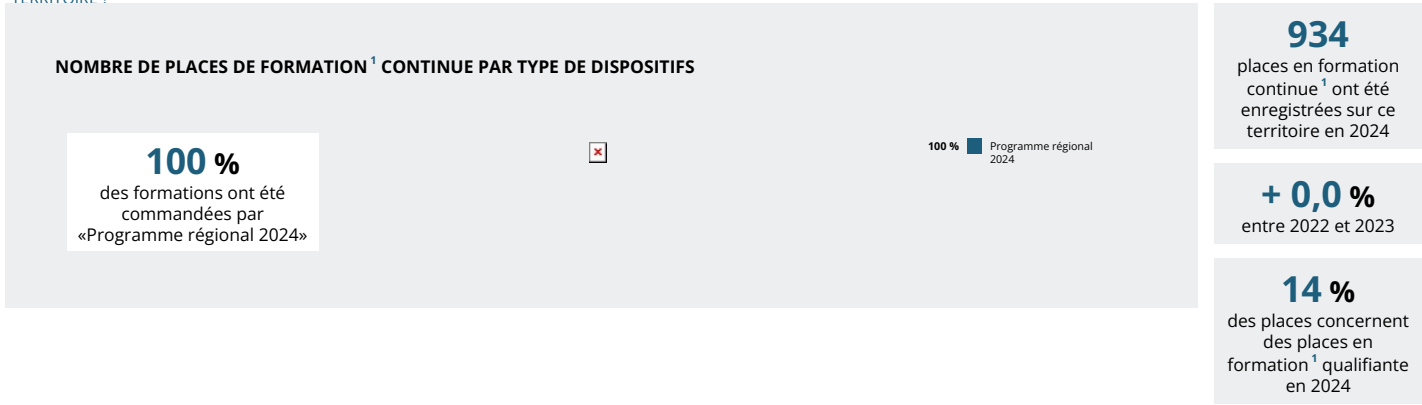 TERRITOIRE ?
NOMBRE DE PLACES DE FORMATION ¹ CONTINUE PAR TYPE DE DISPOSITIFS
100 %
des formations ont été
commandées par
«Programme régional 2024»
100 % Programme régional
2024
934
places en formation
continue ¹ ont été
enregistrées sur ce
territoire en 2024
+ 0,0 %
entre 2022 et 2023
14 %
des places concernent
des places en
formation ¹ qualifiante
en 2024